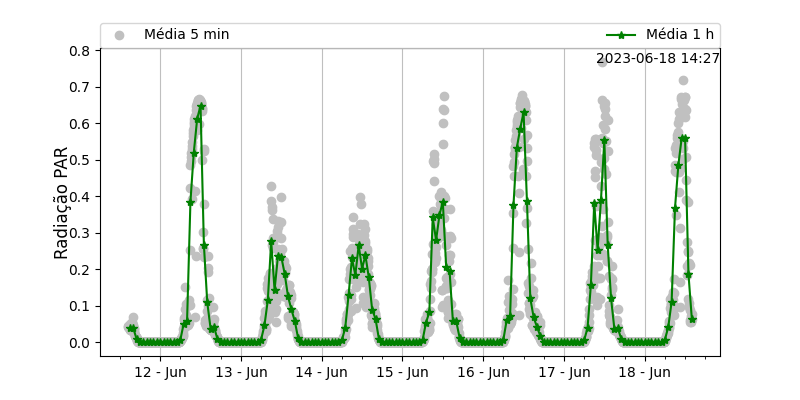 Média 5 min
Média 1 h
2023-06-18 14:27
Radiação PAR
0.8
0.7
0.6
0.5
0.4
0.3
0.2
0.1
0.0
12 - Jun
13 - Jun
14 - Jun
15 - Jun
16 - Jun
17 - Jun
18 - Jun